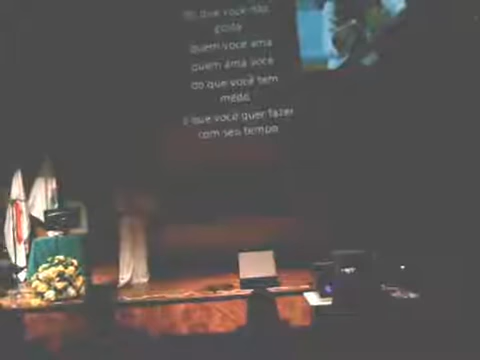 do que você não
gosta
quem você ama
quem ama você
do que você tem
medo
o que você quer fazer
com seu tempo